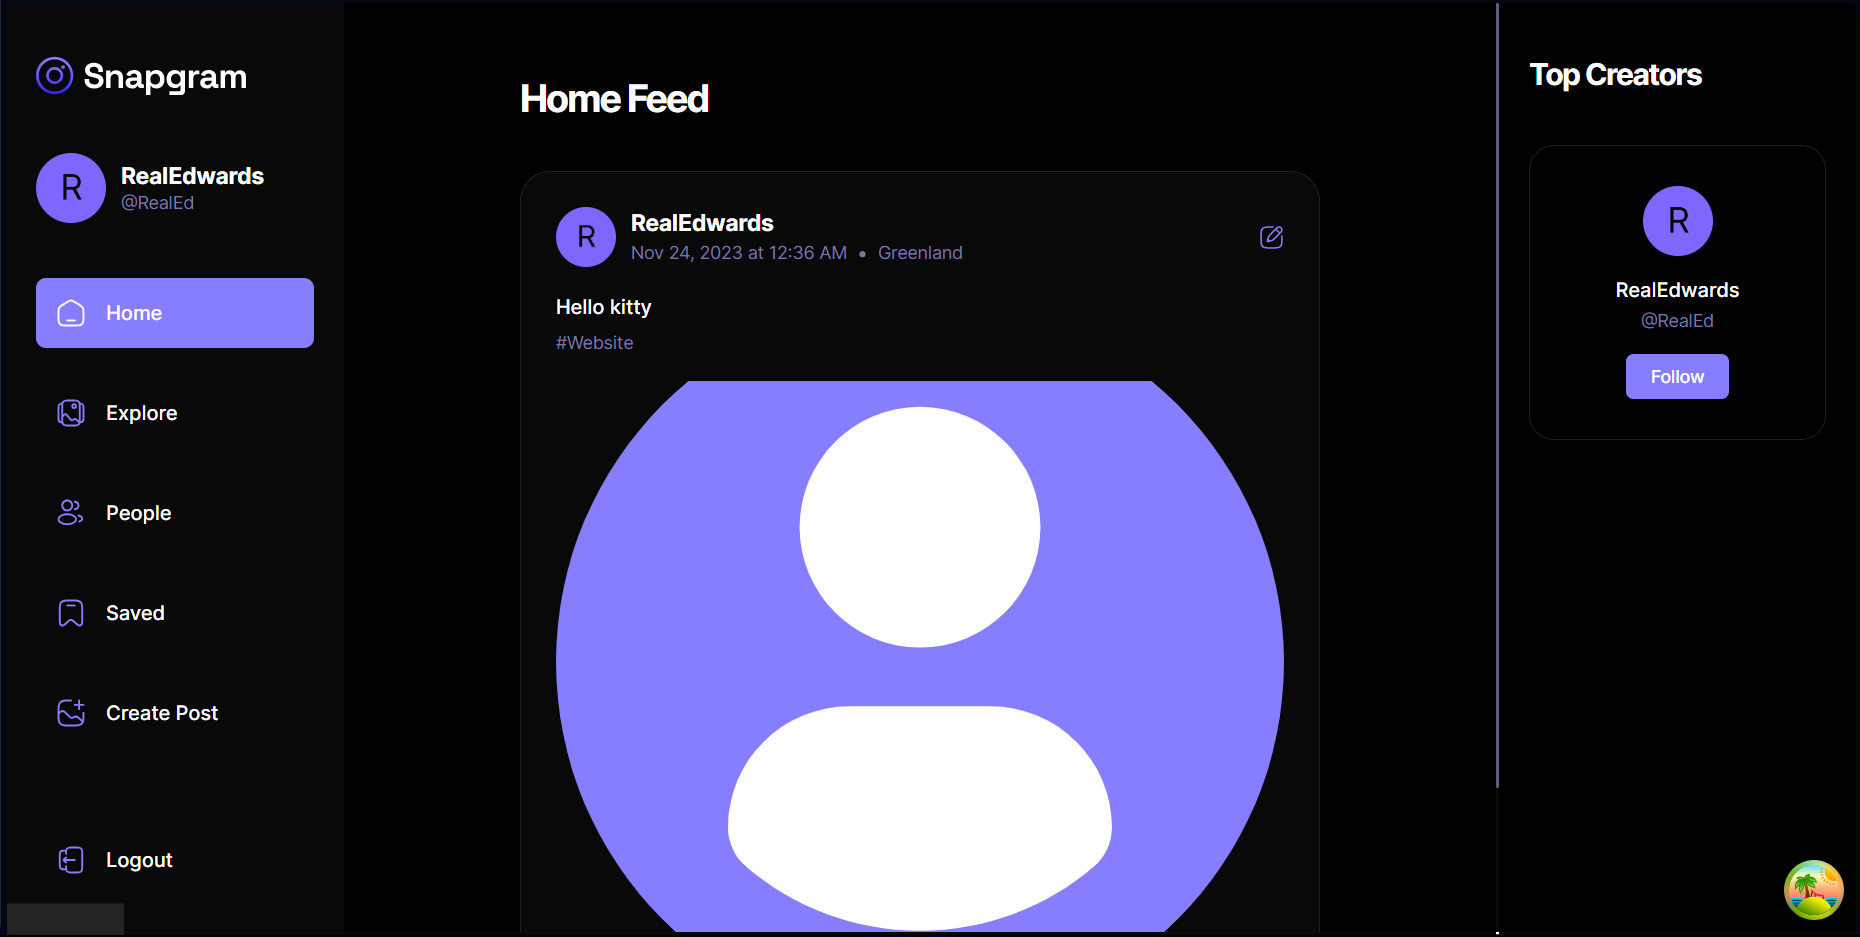 Snapgram
R
RealEdwards
@RealEd
Home
Explore
People
Saved
Create Post
Logout
Home Feed
R
RealEdwards
Nov 24, 2023 at 12:36 AM • Greenland
Hello kitty
#Website
Top Creators
R
RealEdwards
@RealEd
Follow